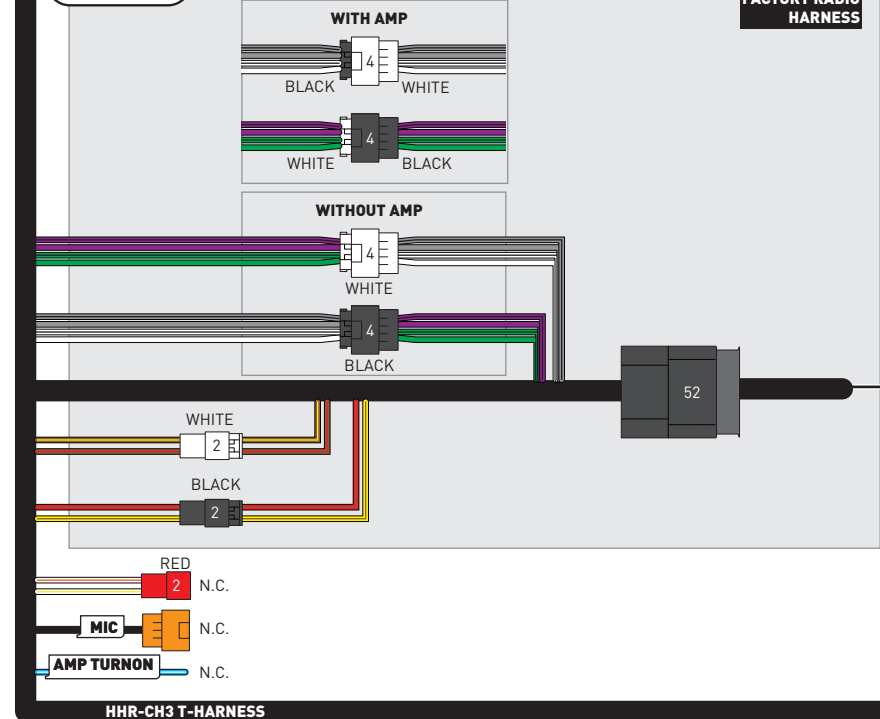 FACTORY RADIO
HARNESS
WITH AMP
4
BLACK
WHITE
4
WHITE
BLACK
WITHOUT AMP
4
WHITE
4
BLACK
52
WHITE
2
BLACK
2
RED
2
N.C.
MIC
N.C.
AMP TURNON
N.C.
HHR-CH3 T-HARNESS